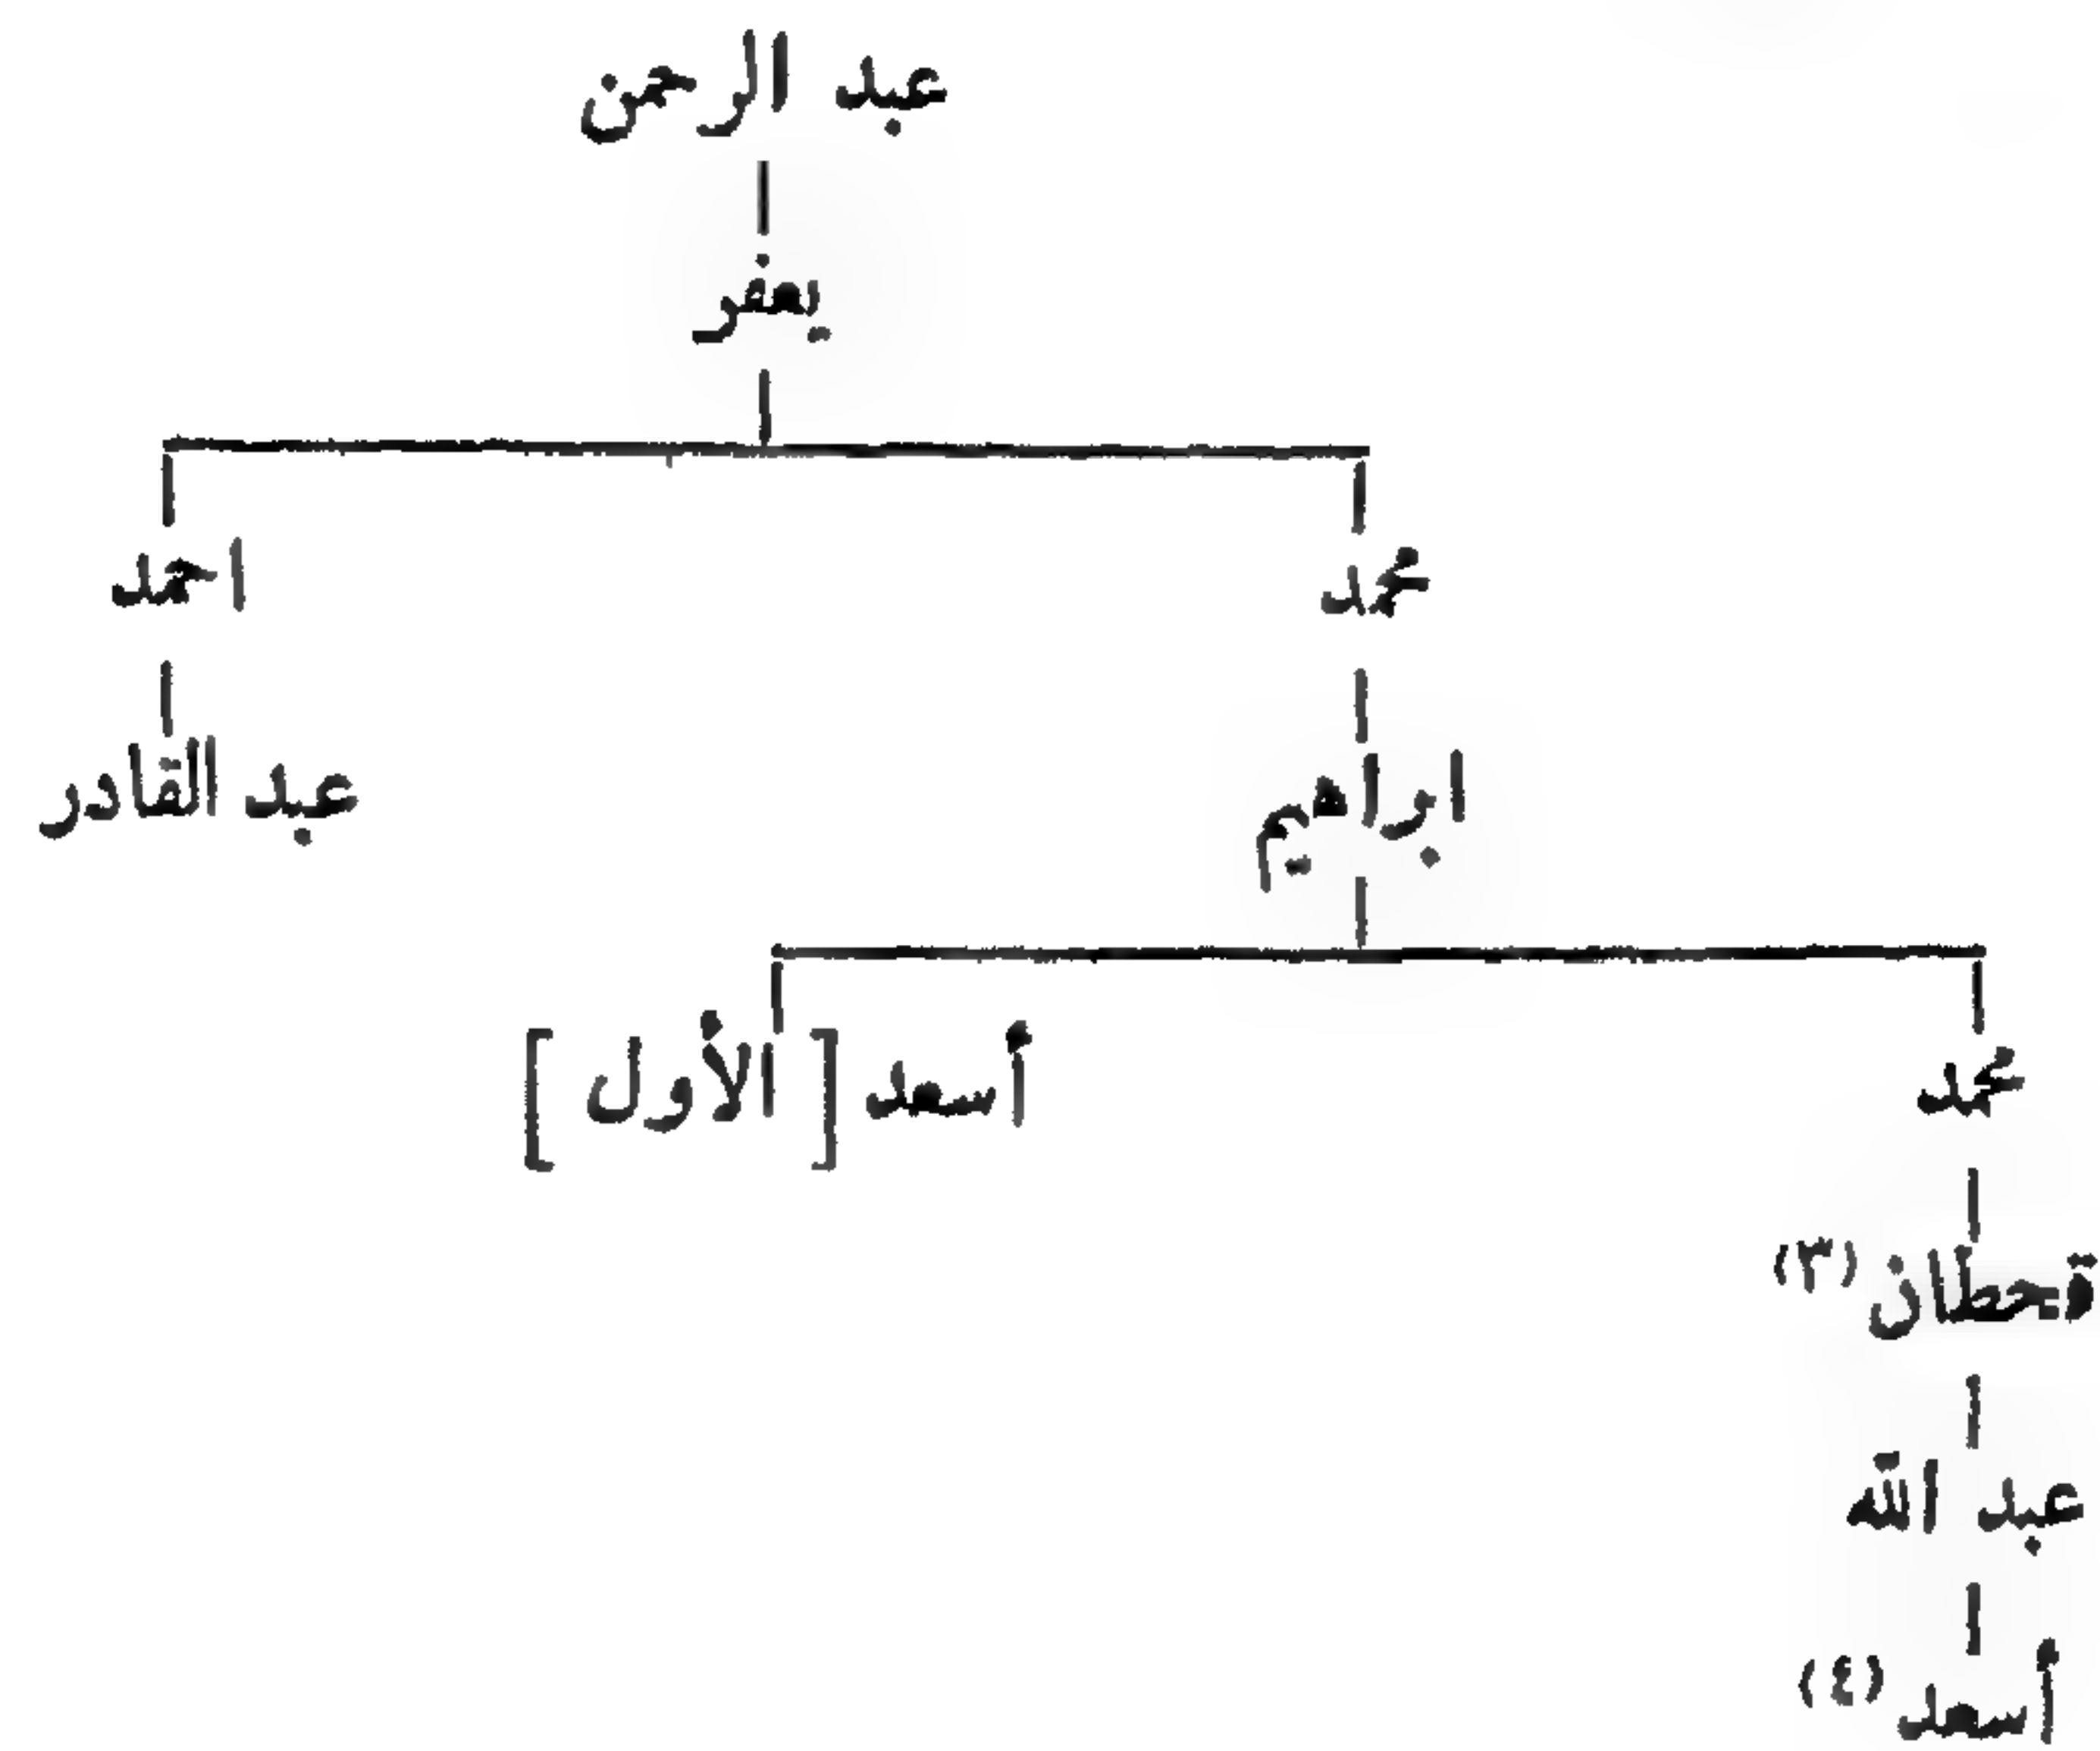 عبد الرحمن
يعفر
محمد
احمد
ابراهيم
عبد القادر
محمد
أسعد [ الأول ]
قحطان (٣)
عبد الله
أسعد (٤)